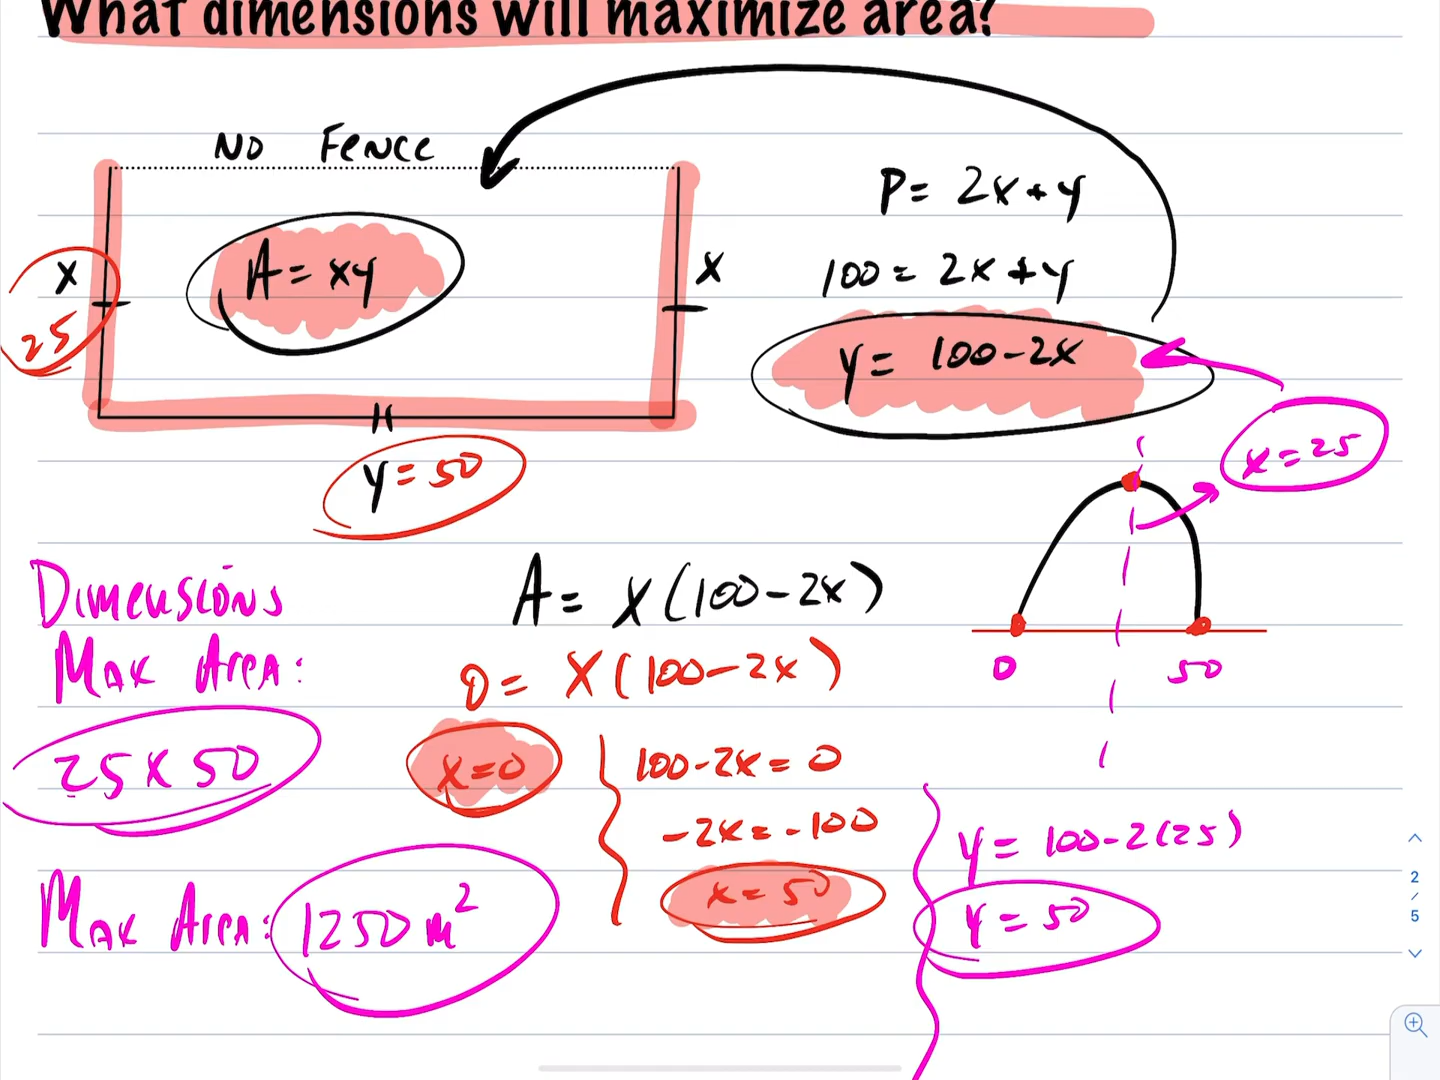 What dimensions will maximize area?
NO FENCE
P = 2x + y
A = xy
x
25
x
100 = 2x + y
y = 100 - 2x
x = 25
y = 50
DIMENSIONS
MAX AREA:
25 X 50
A = x(100 - 2x)
0 = x(100 - 2x)
0
50
x = 0
100 - 2x = 0
-2x = -100
x = 50
y = 100 - 2(25)
y = 50
MAX AREA: 1250 m²
2
/
5